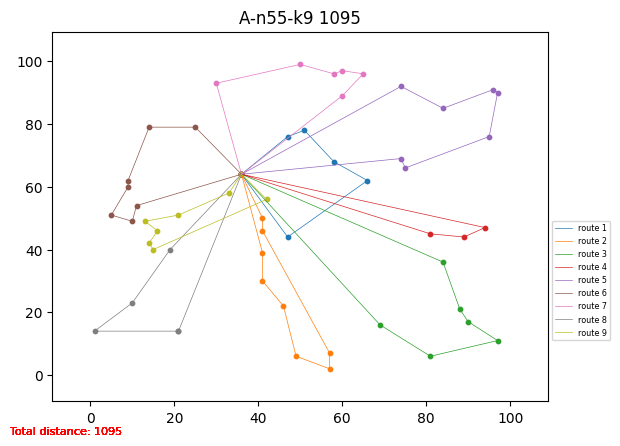 A-n55-k9 1095
100
80
60
40
20
0
0 20 40 60 80 100
route 1
route 2
route 3
route 4
route 5
route 6
route 7
route 8
route 9
Total distance: 1095